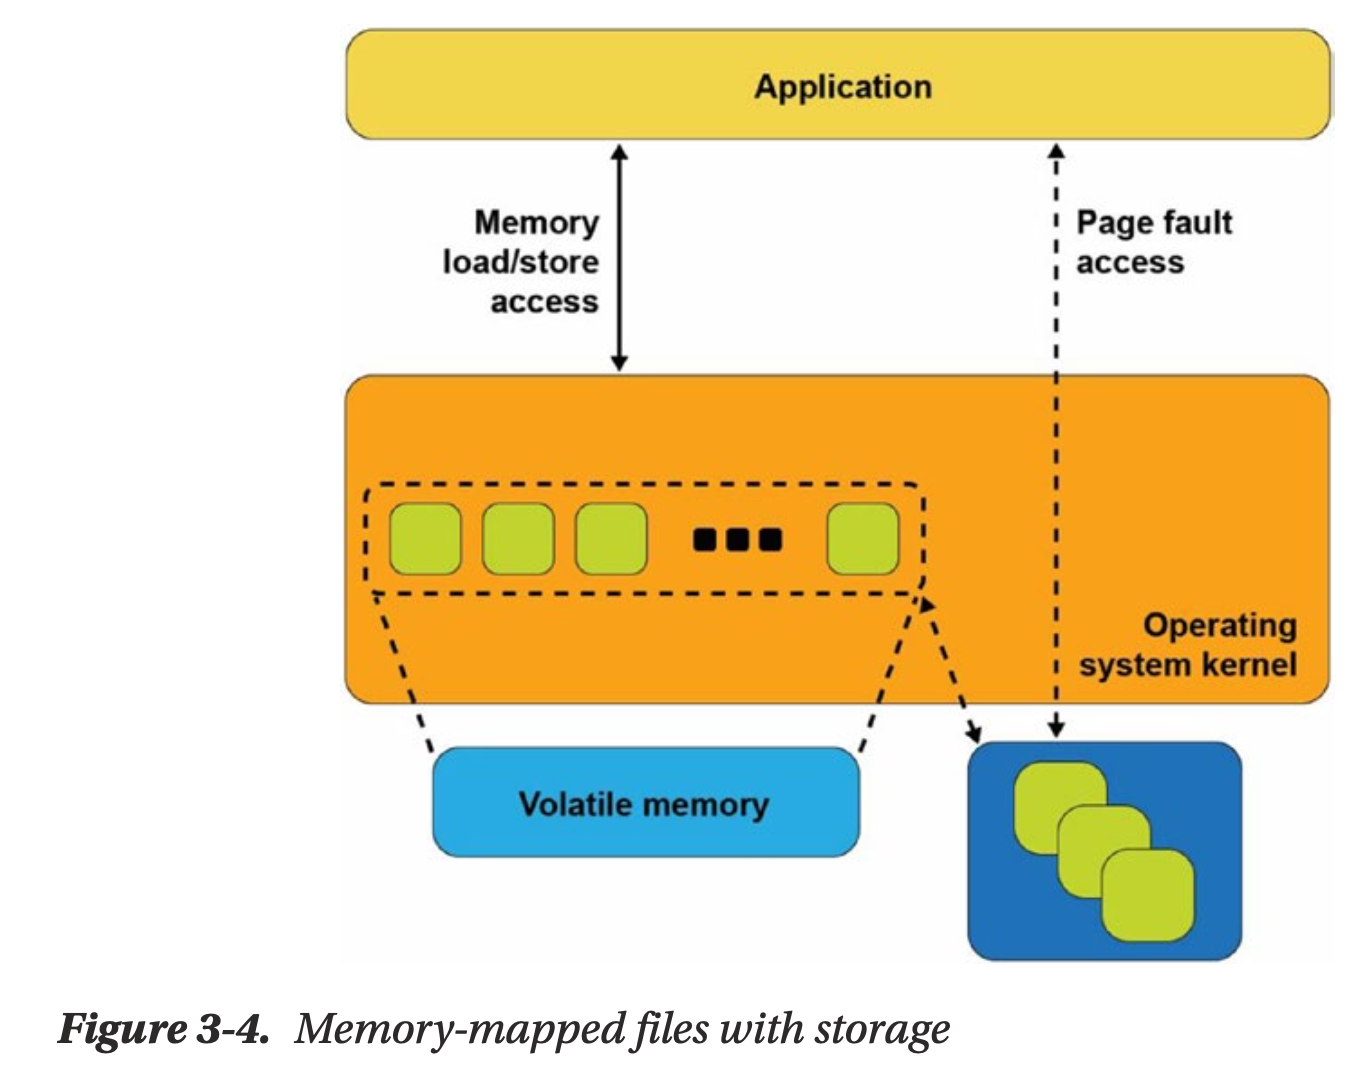 Application
Memory
load/store
access
Page fault
access
Operating
system kernel
Volatile memory
Figure 3-4. Memory-mapped files with storage